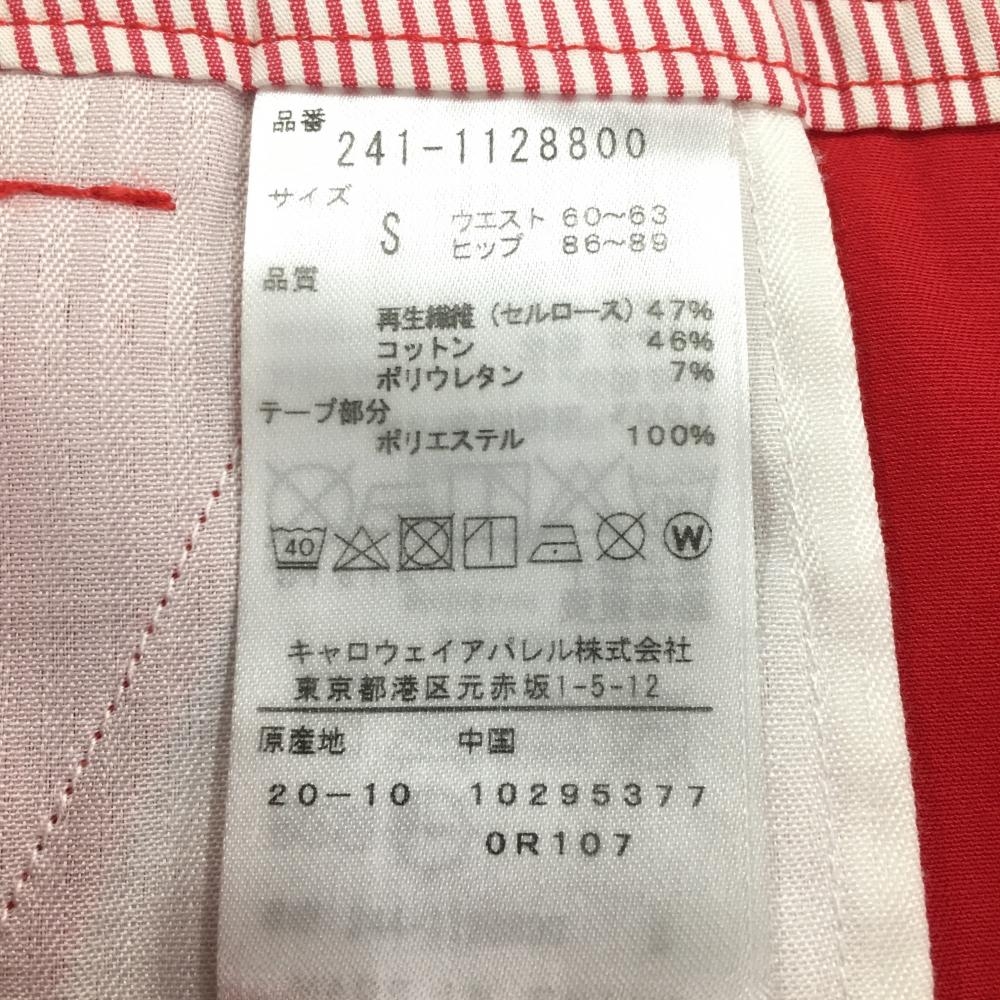 品番
241-1128800
サイズ
S ウエスト 60～63
ヒップ 86～89
品質
再生繊維(セルロース) 47%
コットン 46%
ポリウレタン 7%
テープ部分
ポリエステル 100%
40 W
キャロウェイアパレル株式会社
東京都港区元赤坂1-5-12
原産地 中国
20-10 10295377
0R107